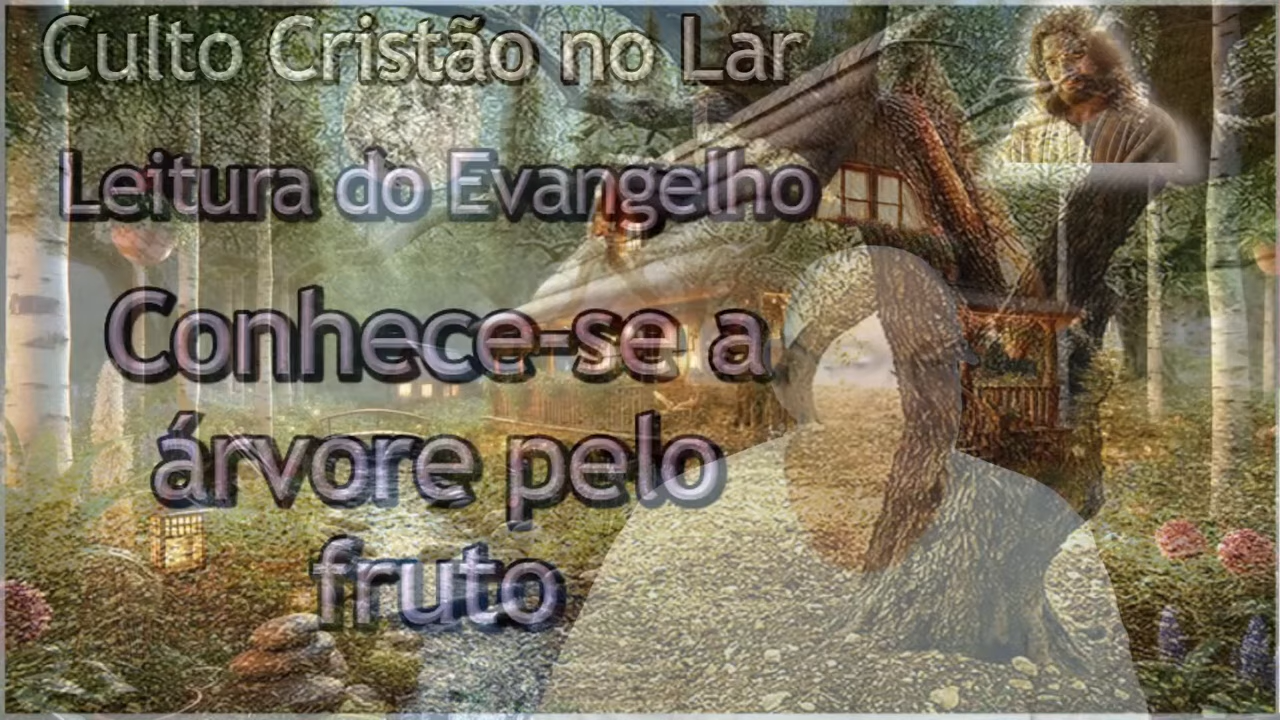 Culto Cristão no Lar
Leitura do Evangelho
Conhece-se a
árvore pelo
fruto